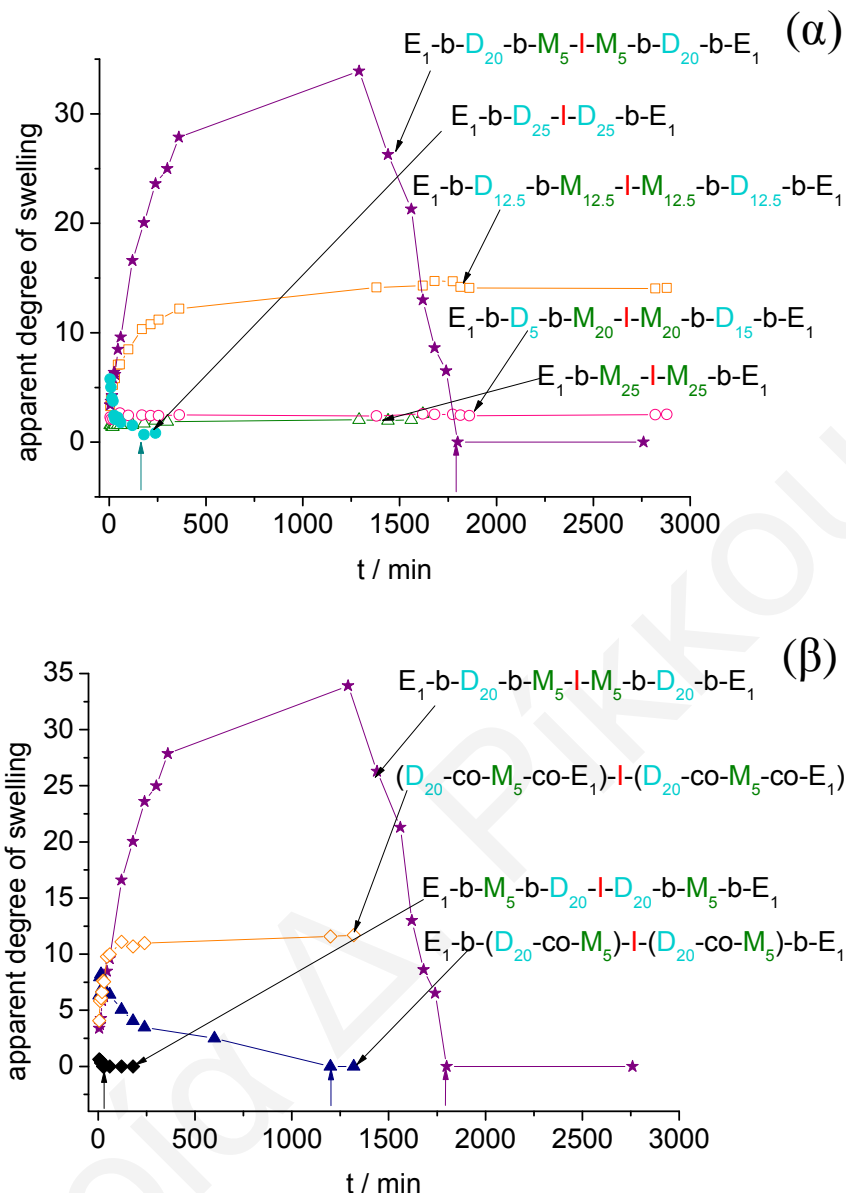 (α)
E₁-b-D₂₀-b-M₅-I-M₅-b-D₂₀-b-E₁
E₁-b-D₂₅-I-D₂₅-b-E₁
E₁-b-D₁₂.₅-b-M₁₂.₅-I-M₁₂.₅-b-D₁₂.₅-b-E₁
E₁-b-D₅-b-M₂₀-I-M₂₀-b-D₁₅-b-E₁
E₁-b-M₂₅-I-M₂₅-b-E₁
apparent degree of swelling
30
20
10
0
0 500 1000 1500 2000 2500 3000
t / min
(β)
E₁-b-D₂₀-b-M₅-I-M₅-b-D₂₀-b-E₁
(D₂₀-co-M₅-co-E₁)-I-(D₂₀-co-M₅-co-E₁)
E₁-b-M₅-b-D₂₀-I-D₂₀-b-M₅-b-E₁
E₁-b-(D₂₀-co-M₅)-I-(D₂₀-co-M₅)-b-E₁
apparent degree of swelling
35
30
25
20
15
10
5
0
0 500 1000 1500 2000 2500 3000
t / min
ρία Δ. Ρίκκου